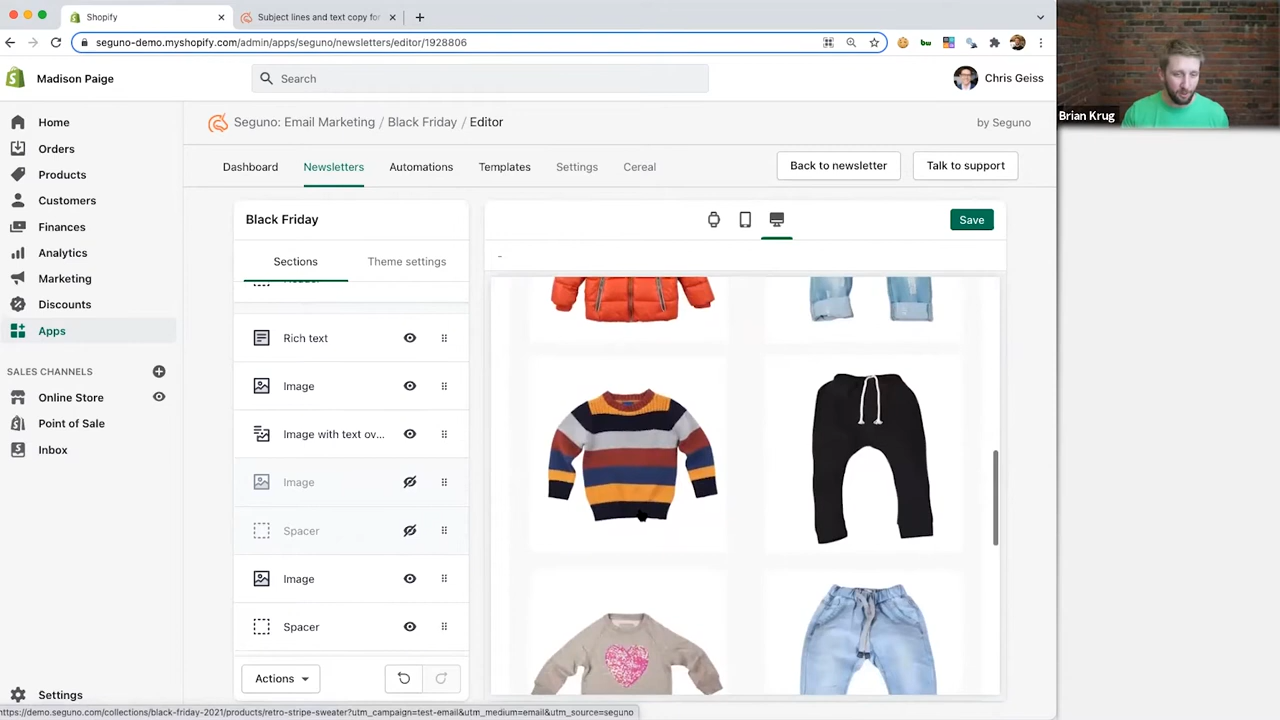 Shopify
Subject lines and text copy for
seguno-demo.myshopify.com/admin/apps/seguno/newsletters/editor/1928806
Madison Paige
Search
Chris Geiss
Brian Krug
Home
Orders
Products
Customers
Finances
Analytics
Marketing
Discounts
Apps
SALES CHANNELS
Online Store
Point of Sale
Inbox
Settings
Seguno: Email Marketing / Black Friday / Editor
by Seguno
Dashboard
Newsletters
Automations
Templates
Settings
Cereal
Back to newsletter
Talk to support
Black Friday
Save
Sections
Theme settings
-
Rich text
Image
Image with text ov...
Image
Spacer
Image
Spacer
Actions
https://demo.seguno.com/collections/black-friday-2021/products/retro-stripe-sweater?utm_campaign=test-email&utm_medium=email&utm_source=seguno